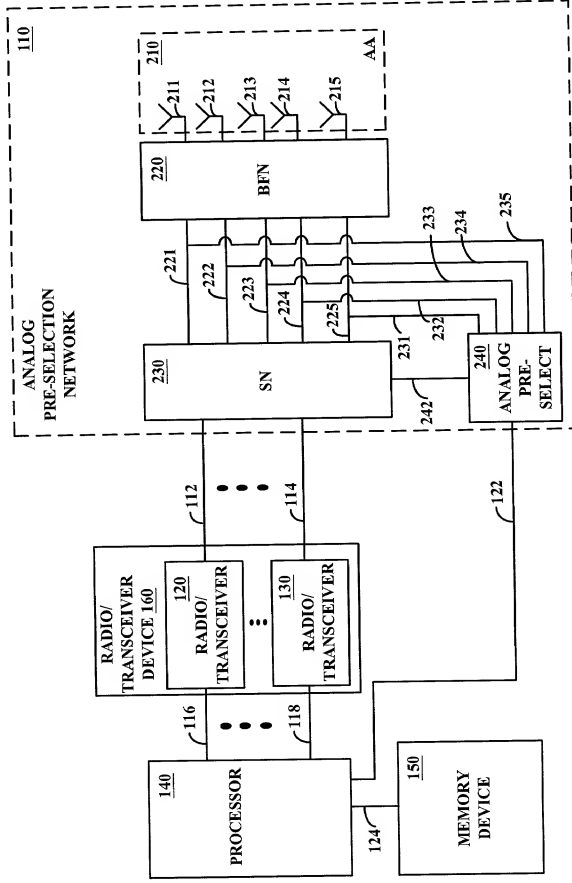 110
ANALOG
PRE-SELECTION
NETWORK
210
AA
211
212
213
214
215
220
BFN
221
222
223
224
225
230
SN
231
232
233
234
235
240
ANALOG
PRE-
SELECT
242
112
114
122
RADIO/
TRANSCEIVER
DEVICE 160
120
RADIO/
TRANSCEIVER
130
RADIO/
TRANSCEIVER
116
118
140
PROCESSOR
124
150
MEMORY
DEVICE